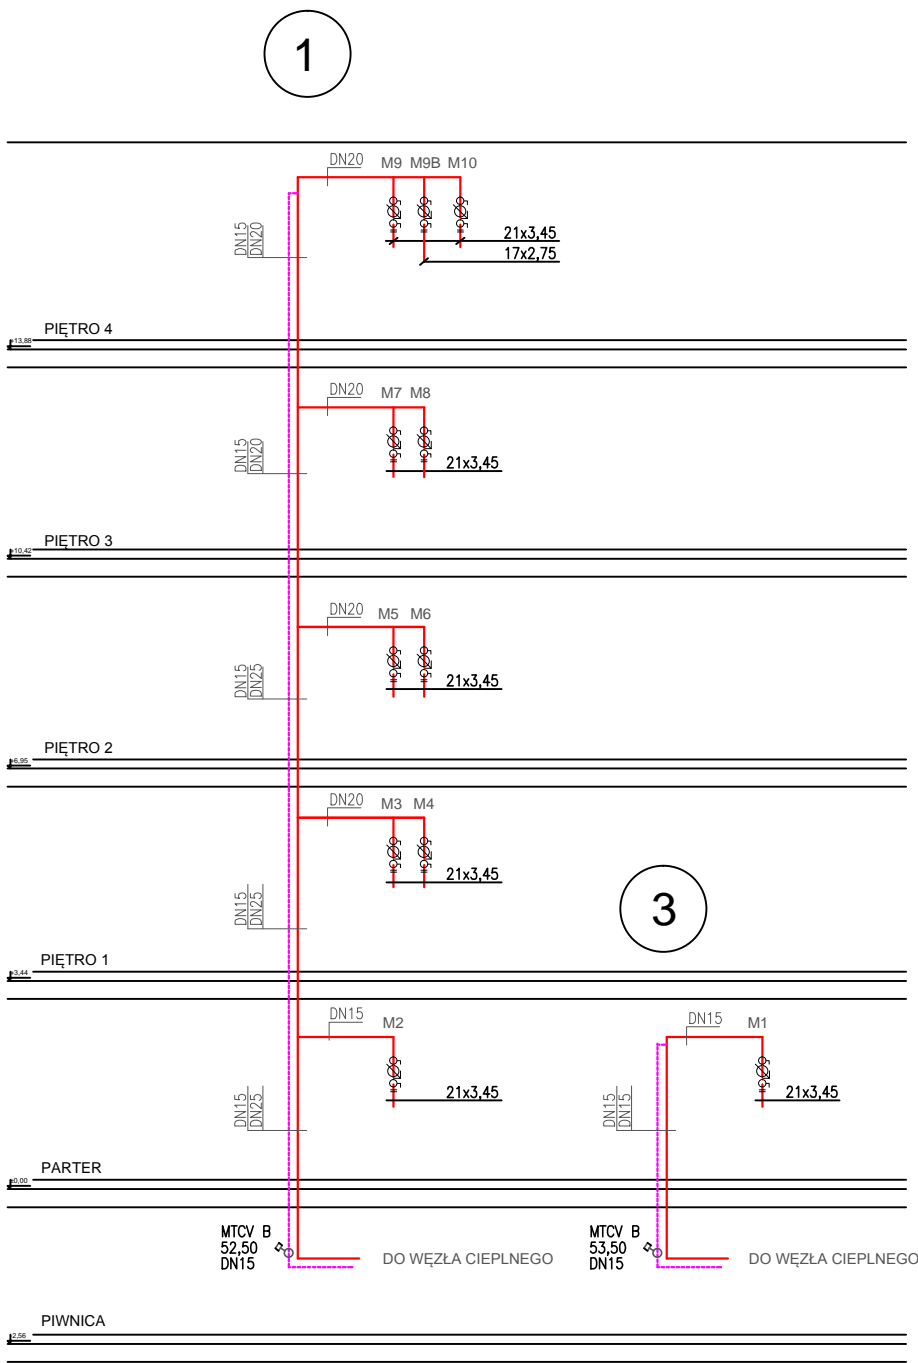 1
DN20 M9 M9B M10
DN15
DN20
21x3,45
17x2,75
PIĘTRO 4
+13,88
DN20 M7 M8
DN15
DN20
21x3,45
PIĘTRO 3
+10,42
DN20 M5 M6
DN15
DN25
21x3,45
PIĘTRO 2
+6,95
DN20 M3 M4
DN15
DN25
21x3,45
3
PIĘTRO 1
+3,44
DN15 M2
DN15
DN25
21x3,45
DN15 M1
DN15
DN15
21x3,45
PARTER
±0,00
MTCV B
52,50
DN15
DO WĘZŁA CIEPLNEGO
MTCV B
53,50
DN15
DO WĘZŁA CIEPLNEGO
PIWNICA
-2,56